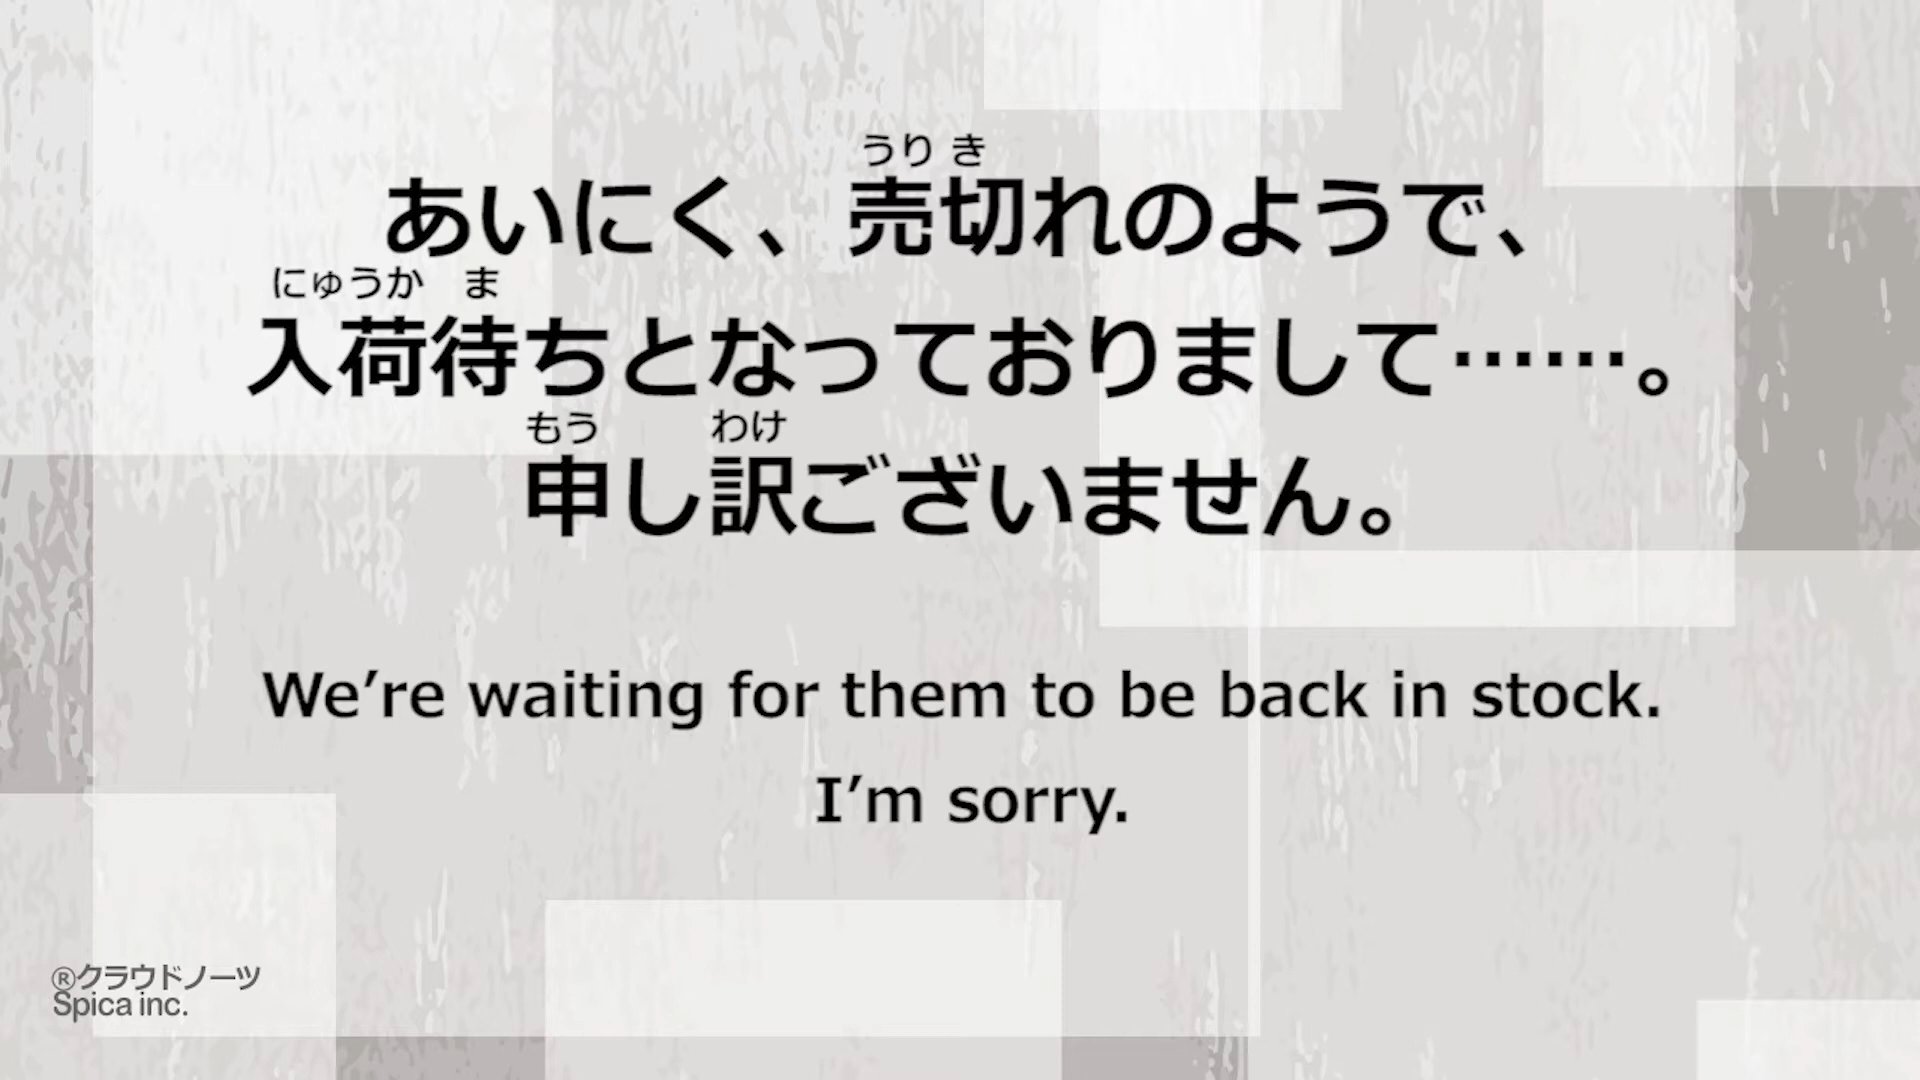 うり き
あいにく、売切れのようで、
にゅうか ま
入荷待ちとなっておりまして……。
もう わけ
申し訳ございません。
We’re waiting for them to be back in stock.
I’m sorry.
®クラウドノーツ
Spica inc.